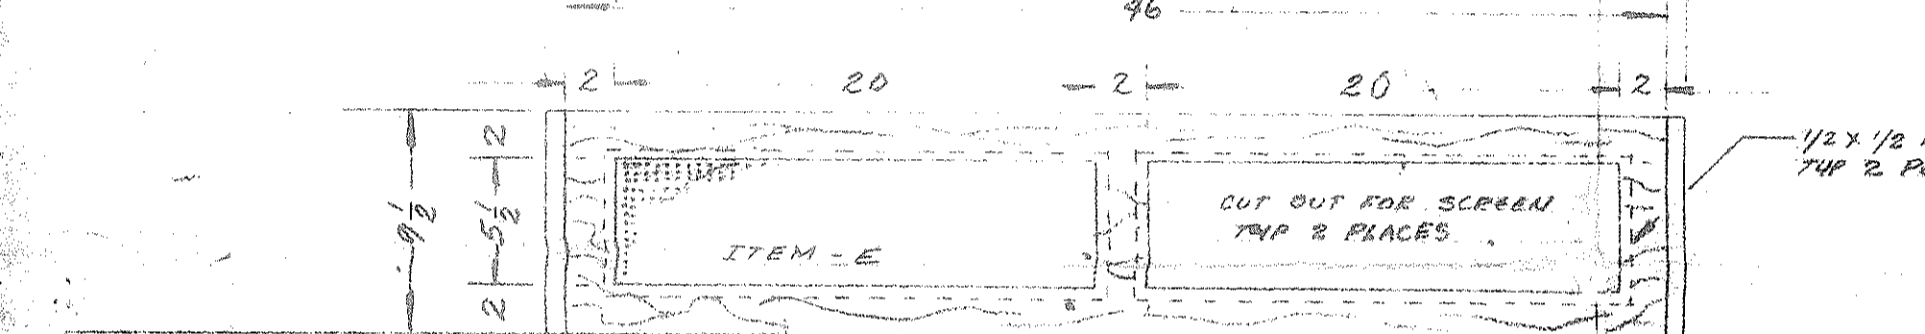 46
2 20 2 20 2
1/2 X 1/2
TYP 2
9 1/2
2 5 1/2 2
ITEM - E
CUT OUT FOR SCREEN
TYP 2 PLACES